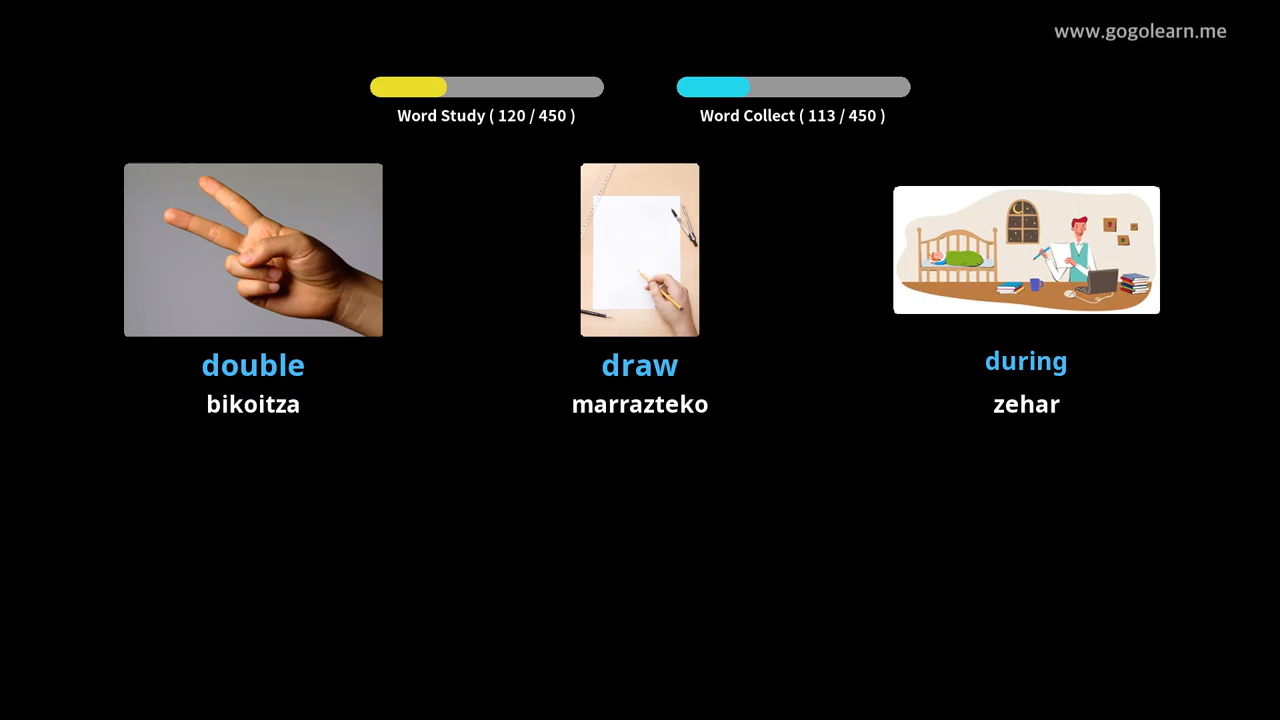 www.gogolearn.me
Word Study ( 120 / 450 )
Word Collect ( 113 / 450 )
double
bikoitza
draw
marrazteko
during
zehar